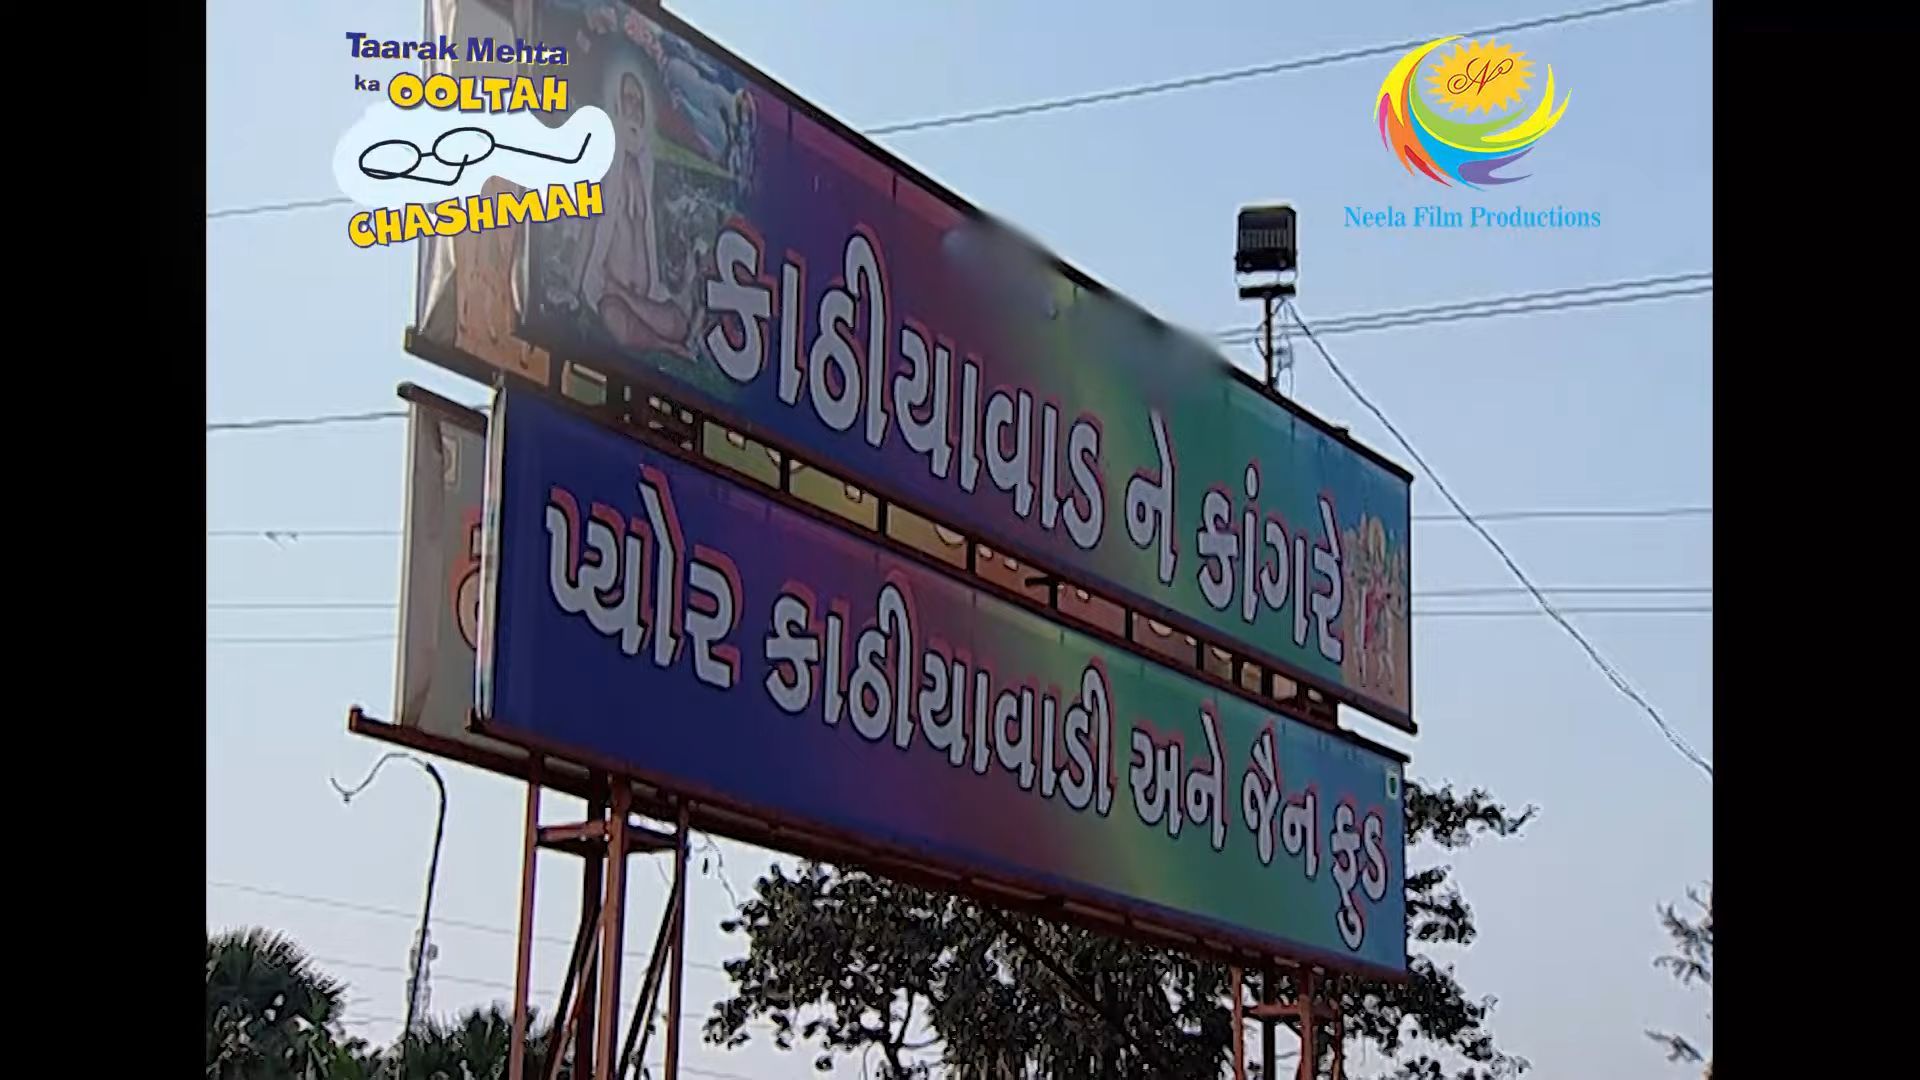 Taarak Mehta
ka OOLTAH
CHASHMAH
N
Neela Film Productions
કાઠીયાવાડ ને કાંગરે
પ્યોર કાઠીયાવાડી અને જૈન ફુડ